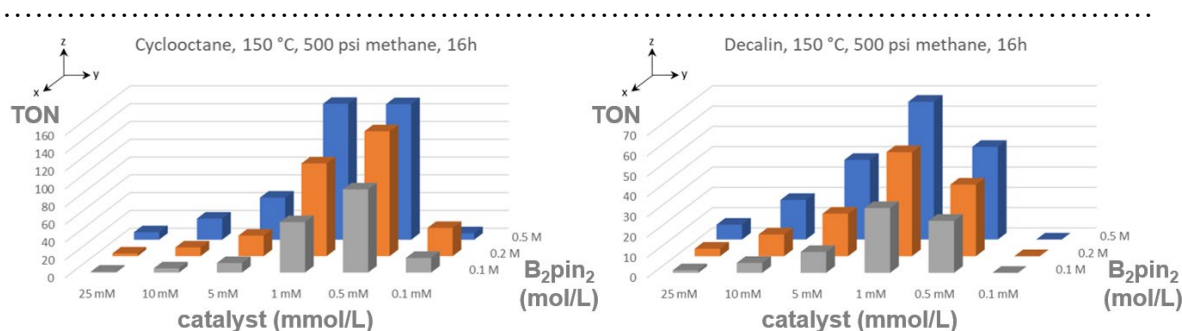 Cyclooctane, 150 °C, 500 psi methane, 16h
z
y
x
TON
160
140
120
100
80
60
40
20
0
0.5 M
0.2 M
0.1 M
B₂pin₂
(mol/L)
25 mM 10 mM 5 mM 1 mM 0.5 mM 0.1 mM
catalyst (mmol/L)
Decalin, 150 °C, 500 psi methane, 16h
z
y
x
TON
70
60
50
40
30
20
10
0
0.5 M
0.2 M
0.1 M
B₂pin₂
(mol/L)
25 mM 10 mM 5 mM 1 mM 0.5 mM 0.1 mM
catalyst (mmol/L)